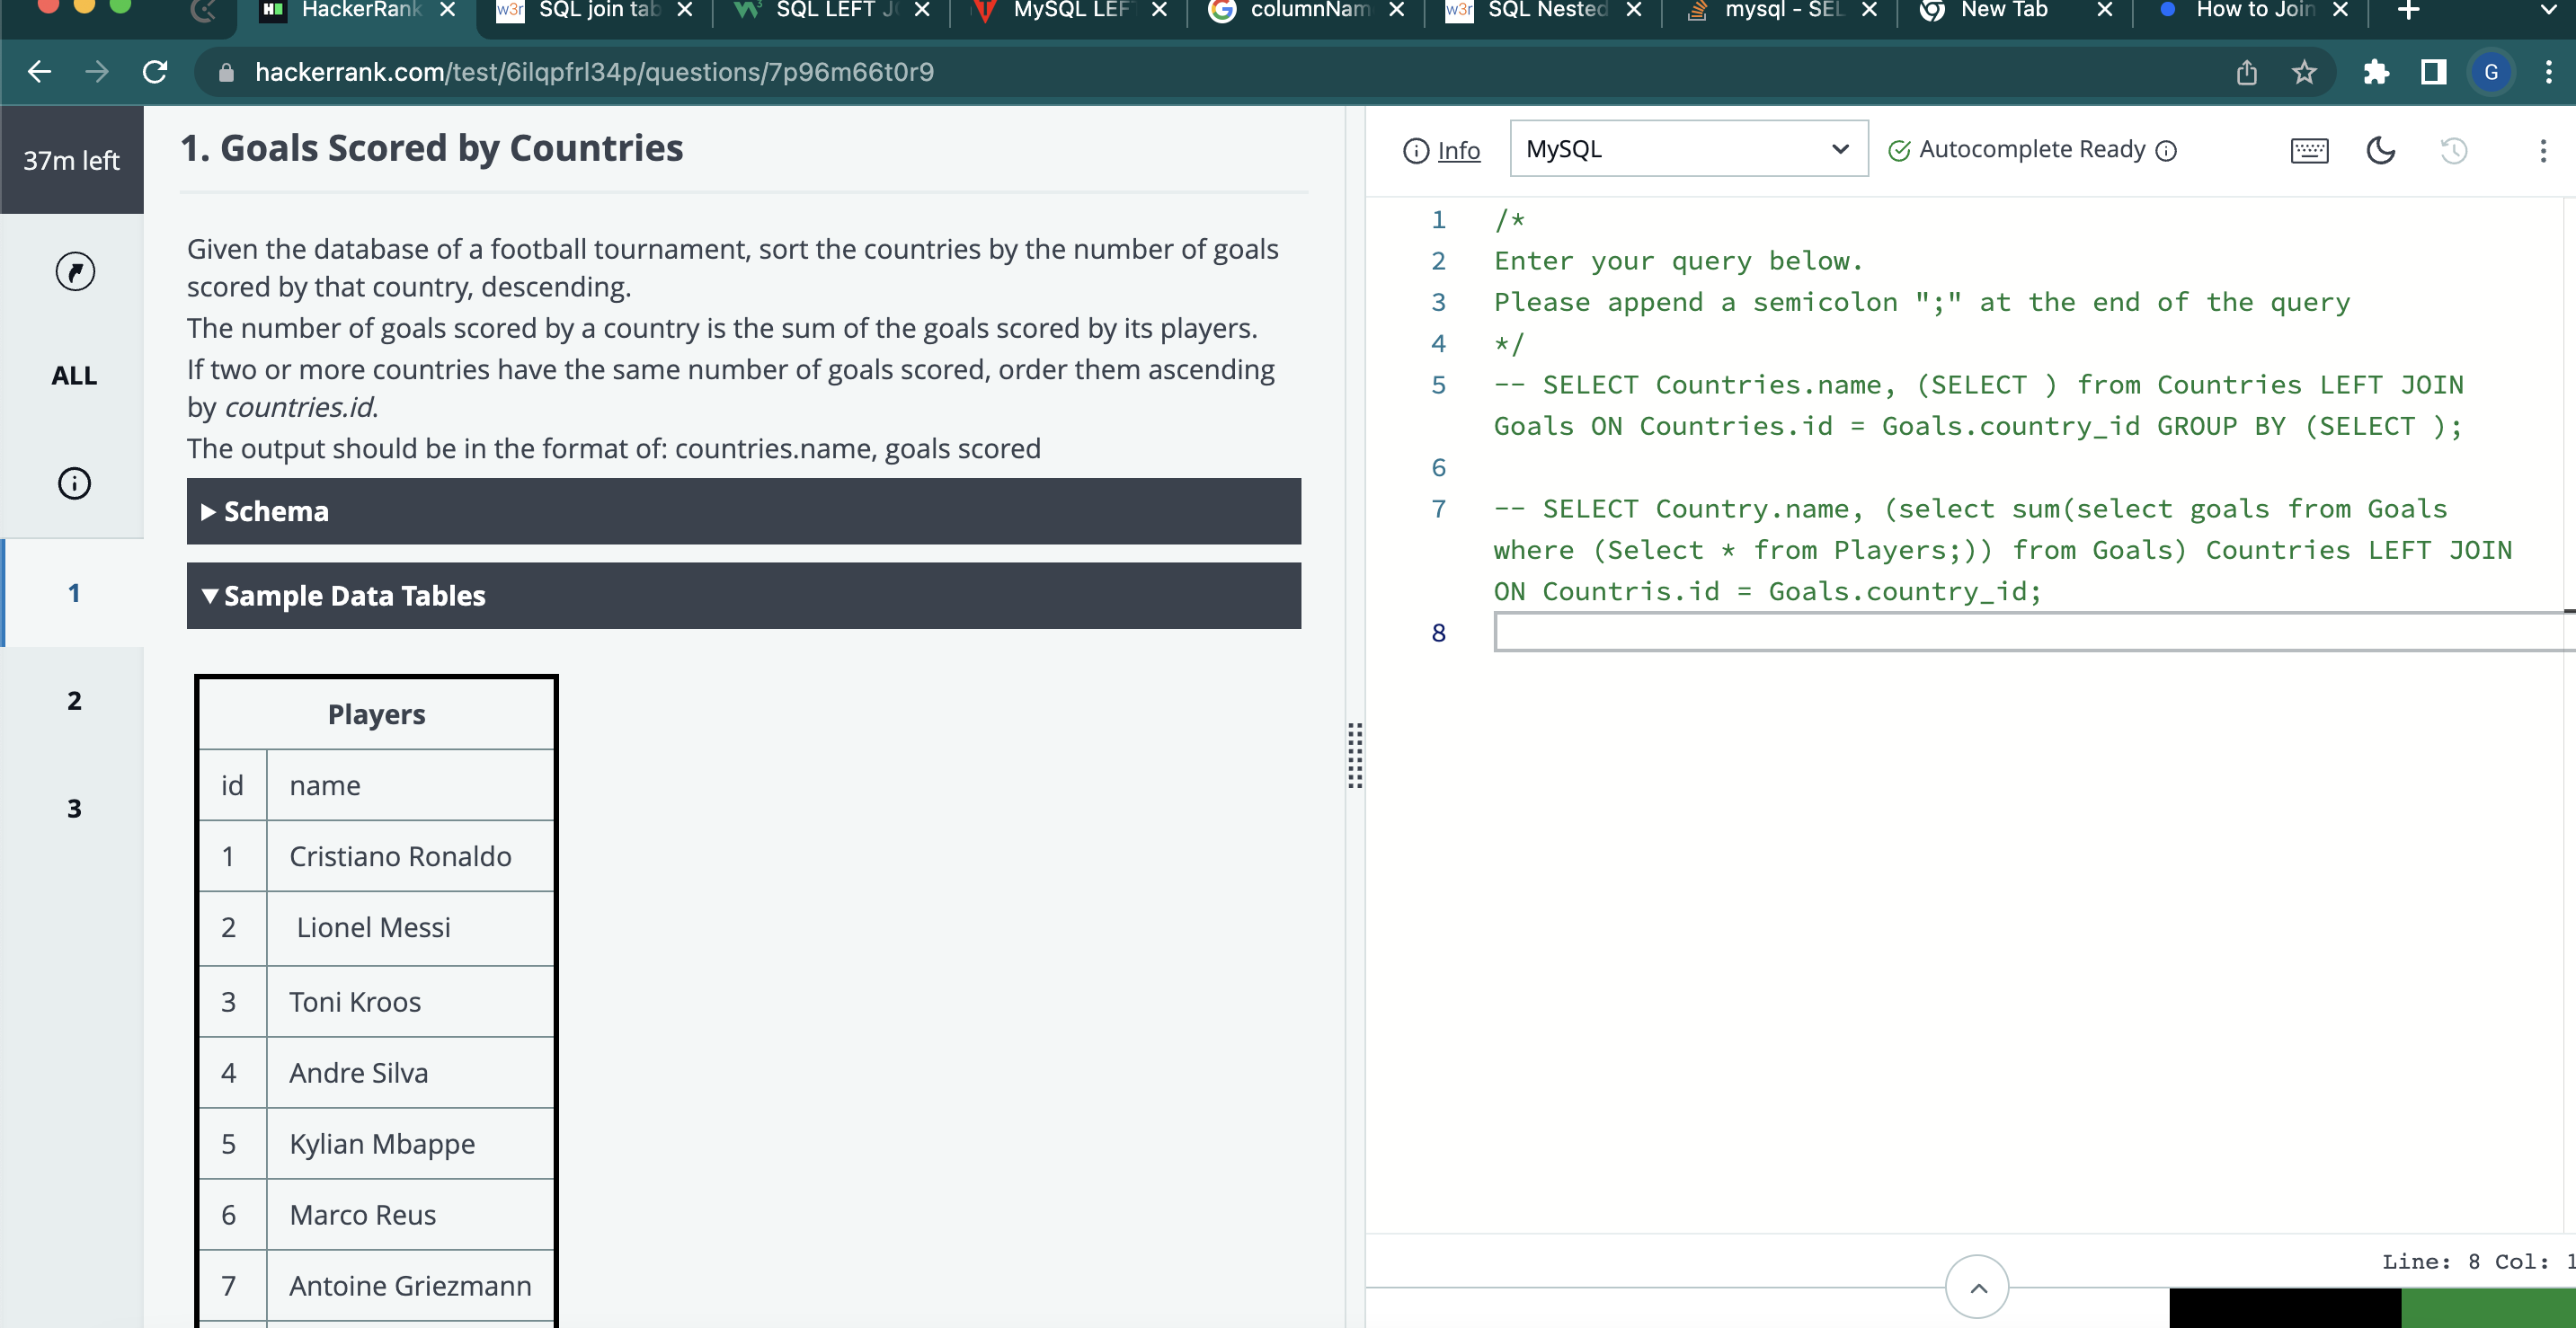 HackerRank
SQL join tab
SQL LEFT JO
MySQL LEFT
columnNam
SQL Nested
mysql - SEL
New Tab
How to Join
hackerrank.com/test/6ilqpfrl34p/questions/7p96m66t0r9
G
37m left
ALL
1
2
3
1. Goals Scored by Countries
Given the database of a football tournament, sort the countries by the number of goals
scored by that country, descending.
The number of goals scored by a country is the sum of the goals scored by its players.
If two or more countries have the same number of goals scored, order them ascending
by countries.id.
The output should be in the format of: countries.name, goals scored
Schema
Sample Data Tables
Players
id name
1 Cristiano Ronaldo
2 Lionel Messi
3 Toni Kroos
4 Andre Silva
5 Kylian Mbappe
6 Marco Reus
7 Antoine Griezmann
Info
MySQL
Autocomplete Ready
1 /*
2 Enter your query below.
3 Please append a semicolon ";" at the end of the query
4 */
5 -- SELECT Countries.name, (SELECT ) from Countries LEFT JOIN
Goals ON Countries.id = Goals.country_id GROUP BY (SELECT );
6
7 -- SELECT Country.name, (select sum(select goals from Goals
where (Select * from Players;)) from Goals) Countries LEFT JOIN
ON Countris.id = Goals.country_id;
8
Line: 8 Col: 1